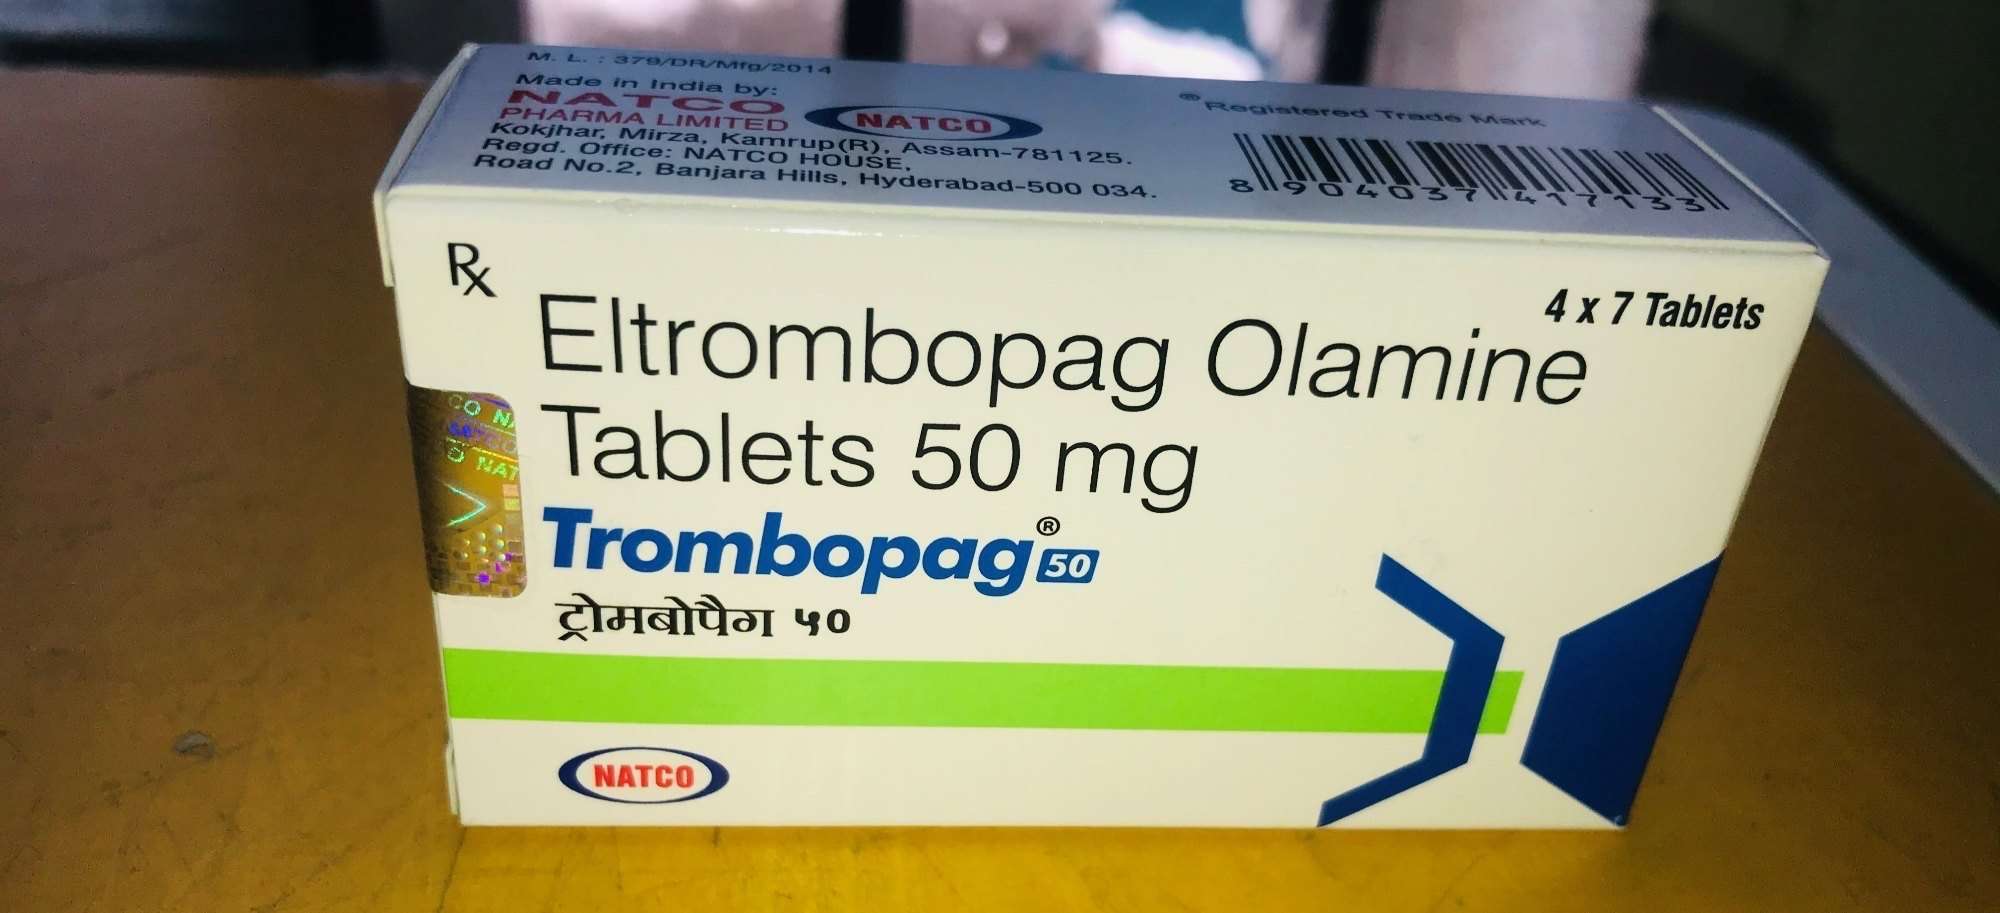 M. L. : 379/DR/Mfg/2014
Made in India by:
NATCO
PHARMA LIMITED
NATCO
Kokjhar, Mirza, Kamrup(R), Assam-781125.
Regd. Office: NATCO HOUSE,
Road No.2, Banjara Hills, Hyderabad-500 034.
®Registered Trade Mark
8 904037 417133
Rx
4 x 7 Tablets
Eltrombopag Olamine
Tablets 50 mg
Trombopag® 50
ट्रोमबोपैग ५०
NATCO